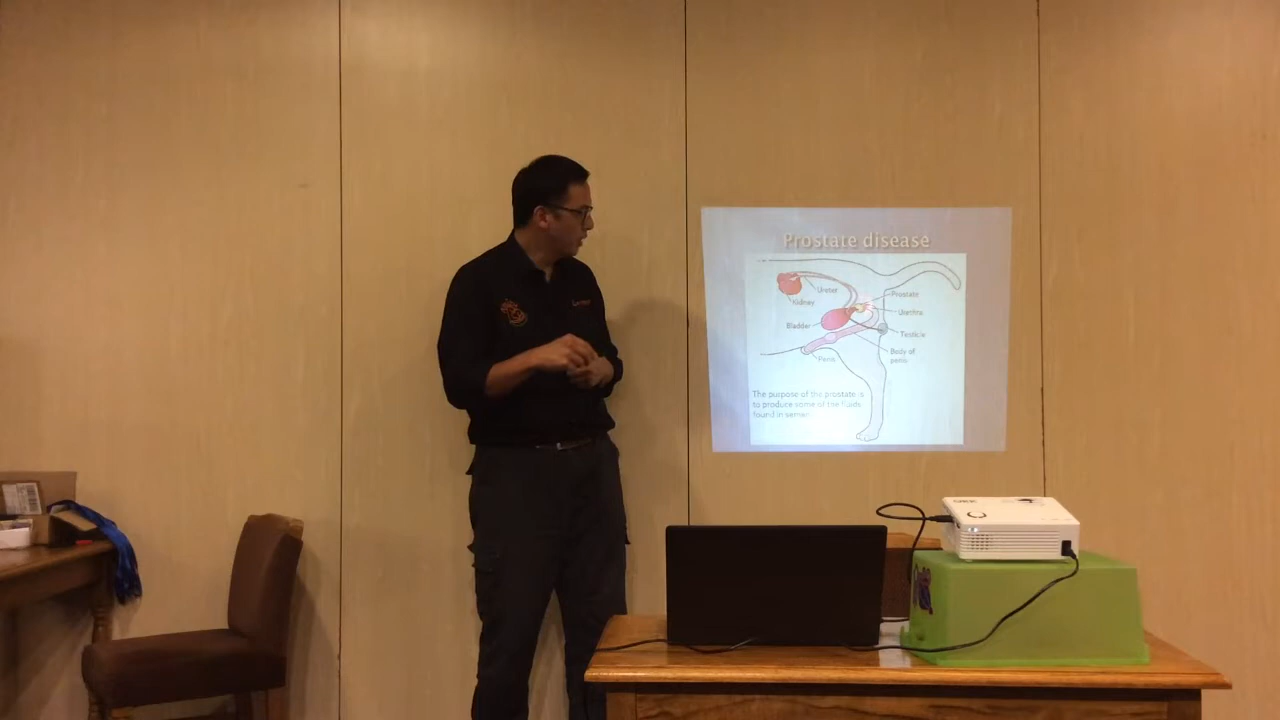 Prostate disease
Ureter
Kidney
Prostate
Urethra
Bladder
Testicle
Body of
penis
Penis
The purpose of the prostate is
to produce some of the fluids
found in semen